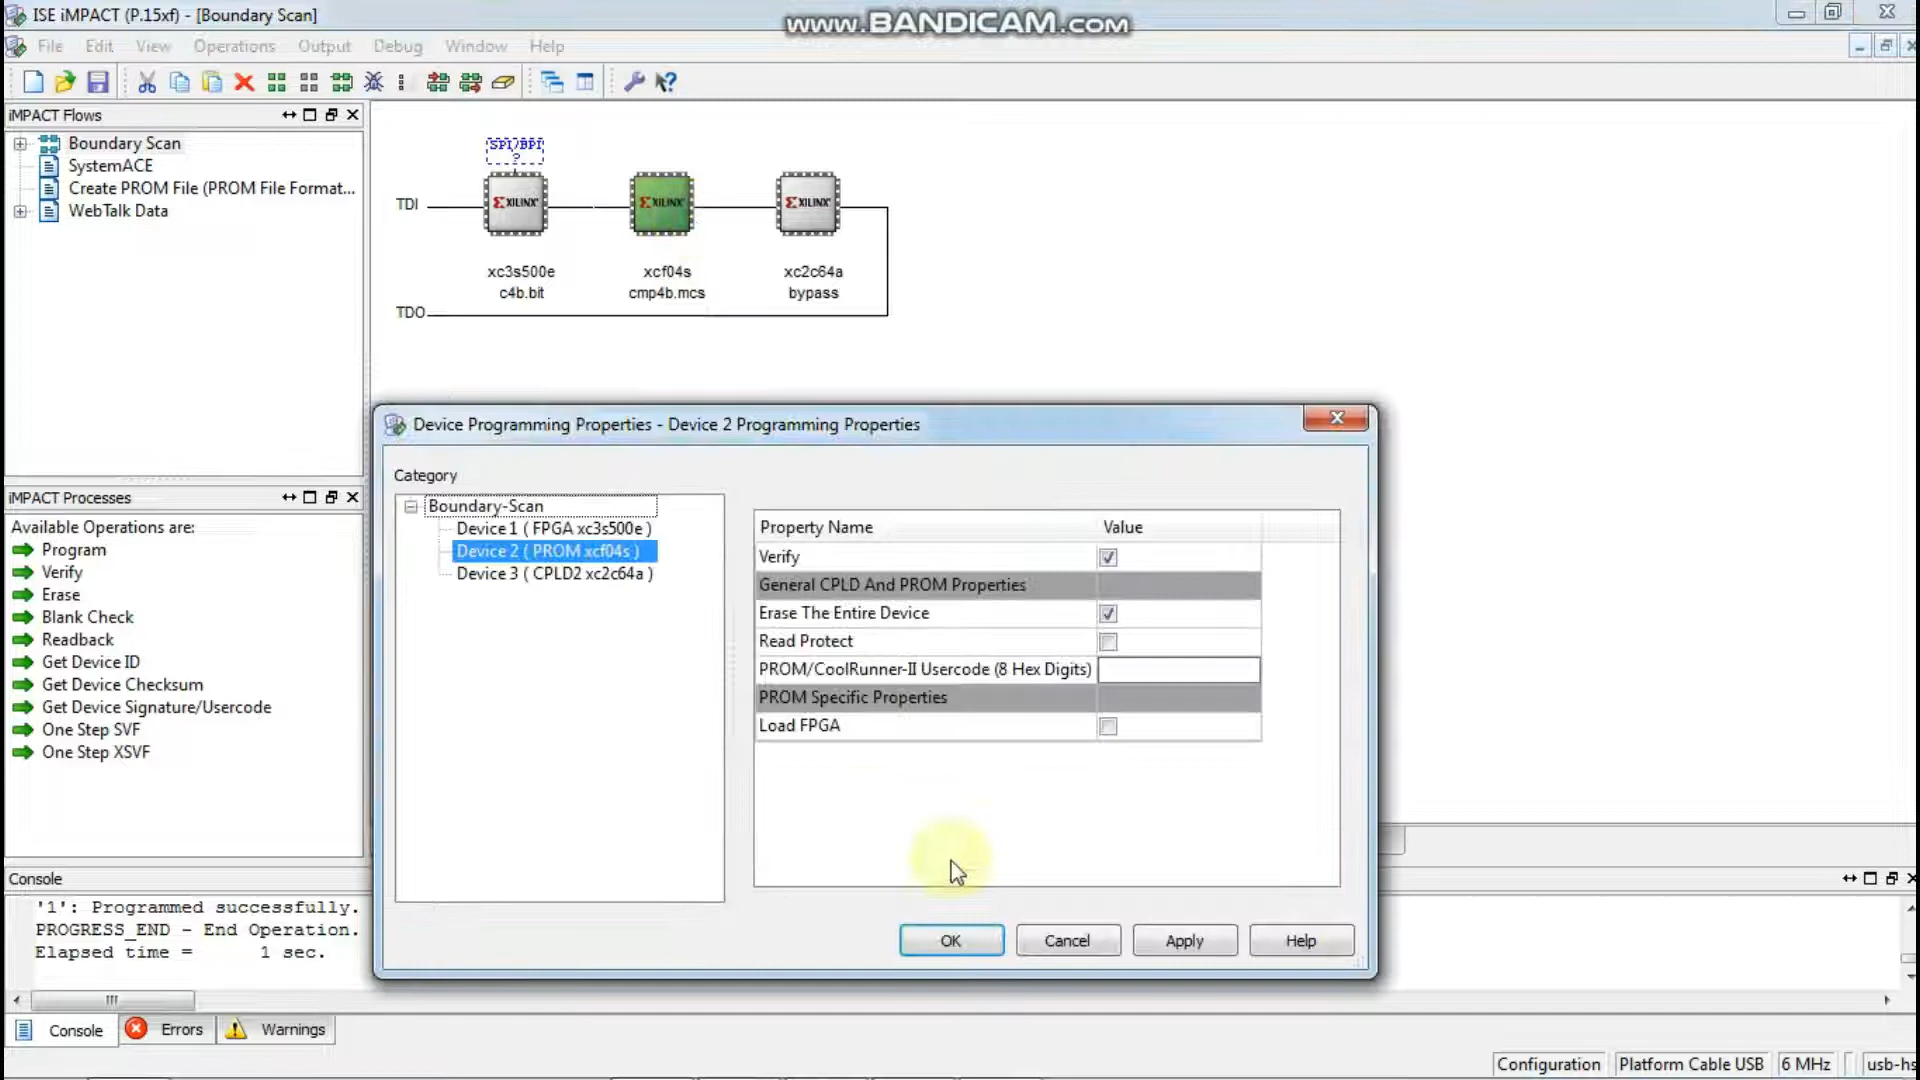 ISE iMPACT (P.15xf) - [Boundary Scan]
www.BANDICAM.com
File Edit View Operations Output Debug Window Help
iMPACT Flows
Boundary Scan
SystemACE
Create PROM File (PROM File Format...
WebTalk Data
SPI/BPI
?
TDI
XILINX
XILINX
XILINX
xc3s500e
c4b.bit
xcf04s
cmp4b.mcs
xc2c64a
bypass
TDO
iMPACT Processes
Available Operations are:
Program
Verify
Erase
Blank Check
Readback
Get Device ID
Get Device Checksum
Get Device Signature/Usercode
One Step SVF
One Step XSVF
Device Programming Properties - Device 2 Programming Properties
Category
Boundary-Scan
Device 1 ( FPGA xc3s500e )
Device 2 ( PROM xcf04s )
Device 3 ( CPLD2 xc2c64a )
Property Name Value
Verify
General CPLD And PROM Properties
Erase The Entire Device
Read Protect
PROM/CoolRunner-II Usercode (8 Hex Digits)
PROM Specific Properties
Load FPGA
OK Cancel Apply Help
Console
'1': Programmed successfully.
PROGRESS_END - End Operation.
Elapsed time = 1 sec.
Console Errors Warnings
Configuration Platform Cable USB 6 MHz usb-hs